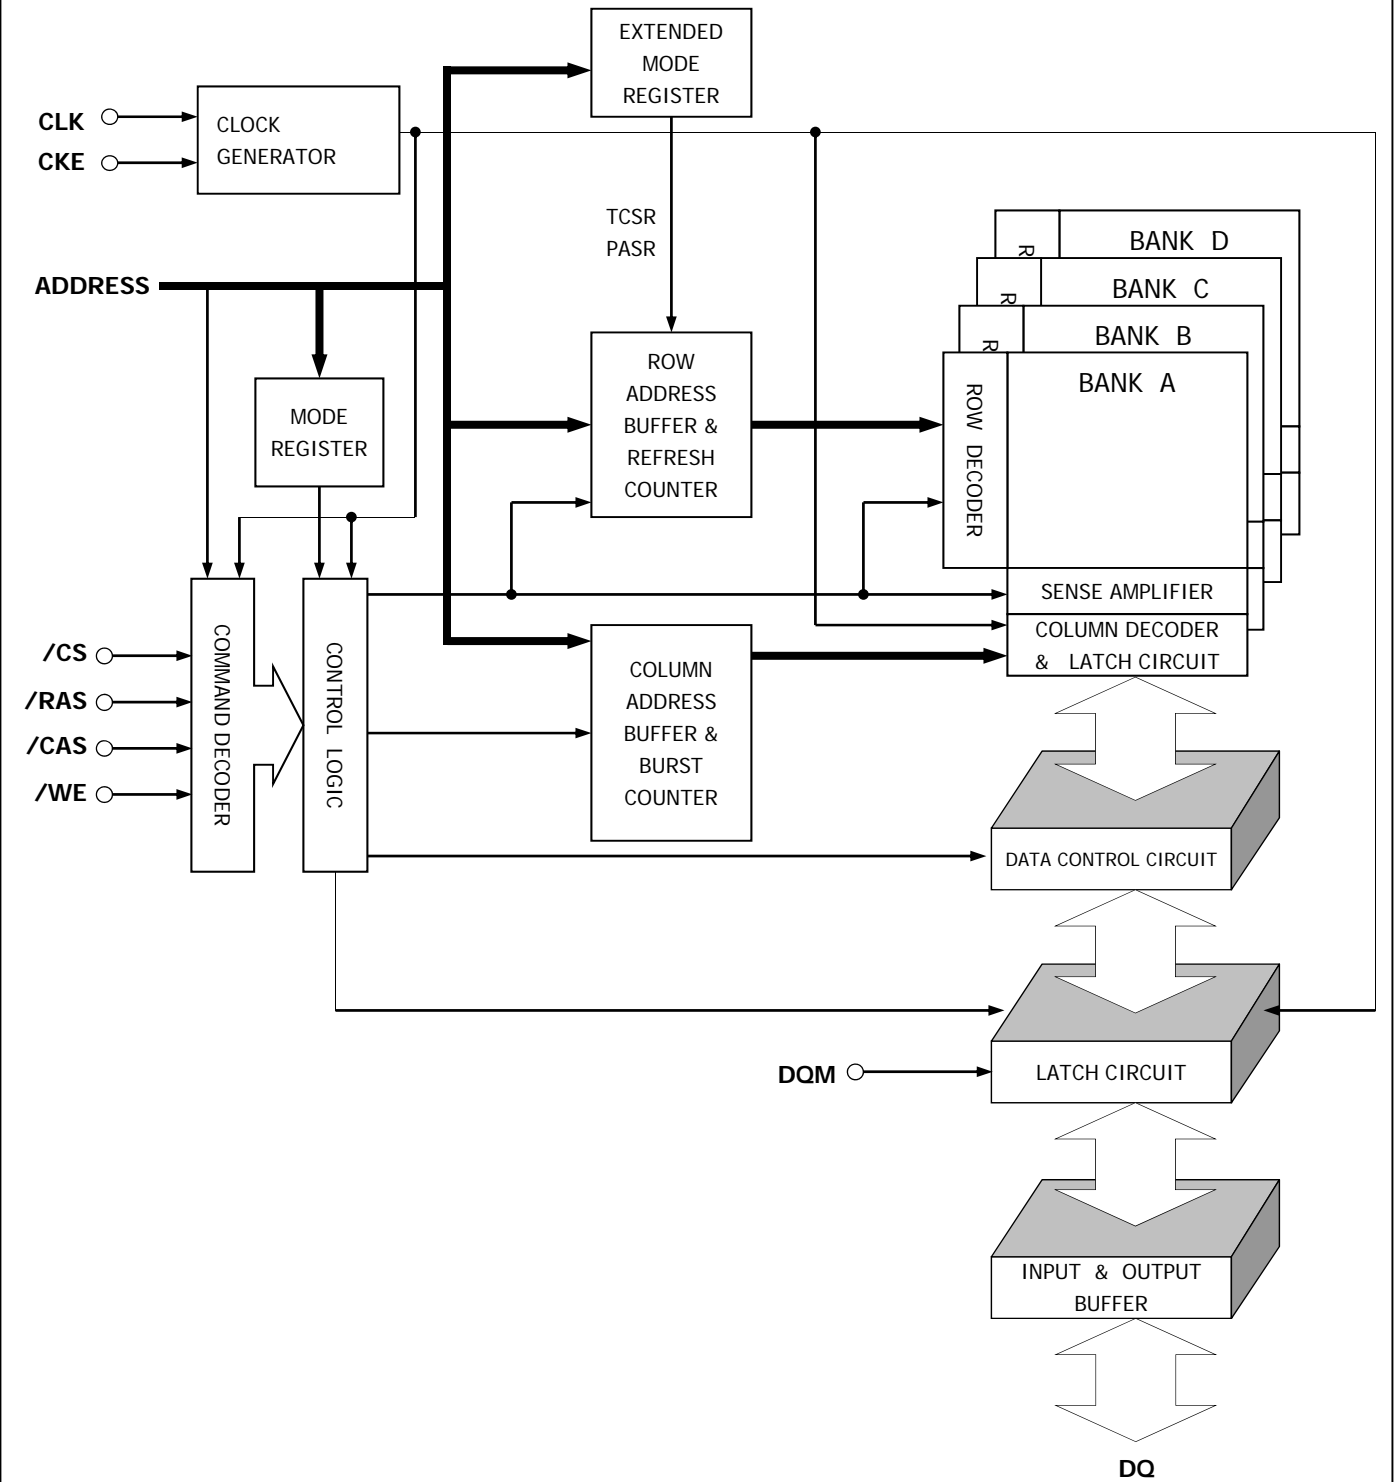 EXTENDED
MODE
REGISTER
CLK
CKE
CLOCK
GENERATOR
TCSR
PASR
ADDRESS
BANK D
R
BANK C
R
BANK B
R
BANK A
ROW DECODER
ROW
ADDRESS
BUFFER &
REFRESH
COUNTER
MODE
REGISTER
SENSE AMPLIFIER
COLUMN DECODER
& LATCH CIRCUIT
/CS
/RAS
/CAS
/WE
COMMAND DECODER
CONTROL LOGIC
COLUMN
ADDRESS
BUFFER &
BURST
COUNTER
DATA CONTROL CIRCUIT
DQM
LATCH CIRCUIT
INPUT & OUTPUT
BUFFER
DQ